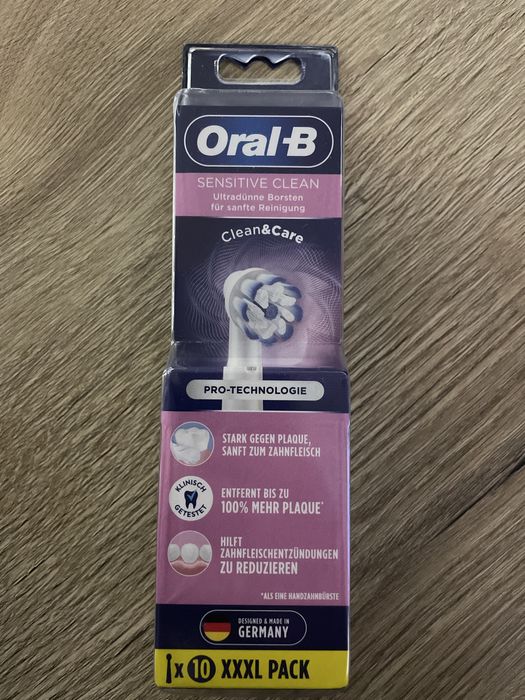 Oral-B
SENSITIVE CLEAN
Ultradünne Borsten
für sanfte Reinigung
Clean&Care
PRO-TECHNOLOGIE
STARK GEGEN PLAQUE,
SANFT ZUM ZAHNFLEISCH
KLINISCH
GETESTET
ENTFERNT BIS ZU
100% MEHR PLAQUE*
HILFT
ZAHNFLEISCHENTZÜNDUNGEN
ZU REDUZIEREN
*ALS EINE HANDZAHNBÜRSTE
DESIGNED & MADE IN
GERMANY
x 10 XXXL PACK